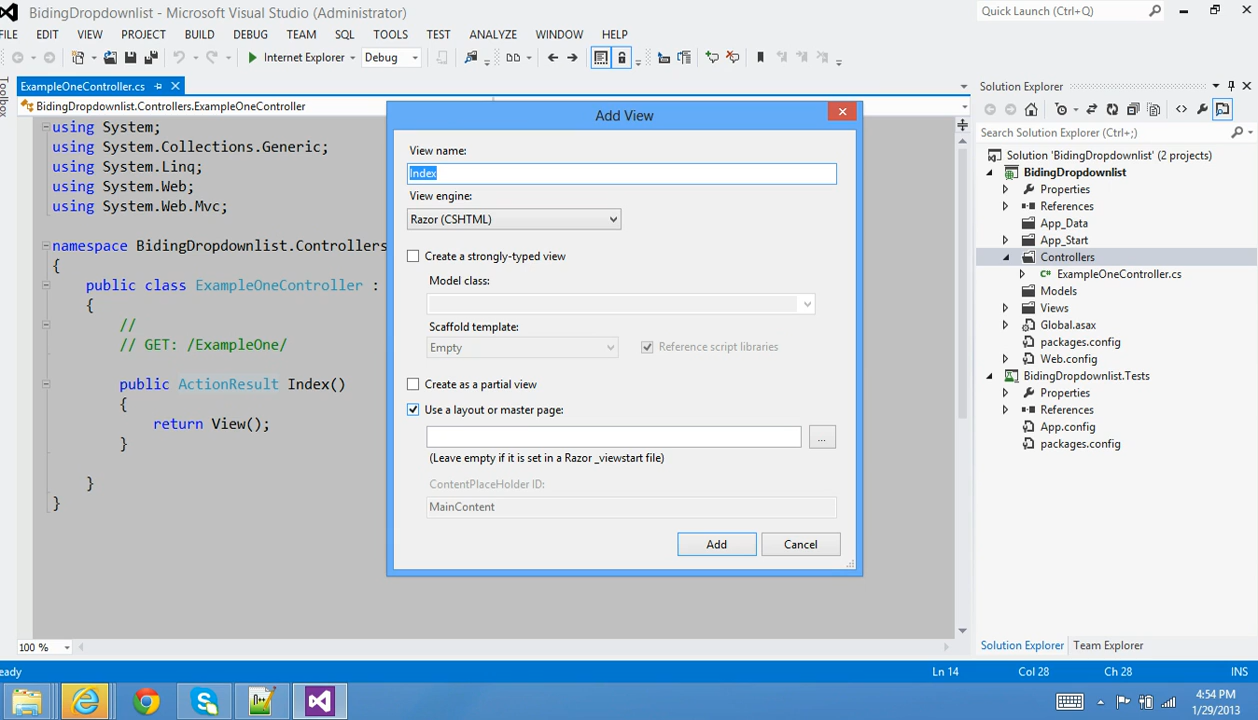 BidingDropdownlist - Microsoft Visual Studio (Administrator)
Quick Launch (Ctrl+Q)
FILE EDIT VIEW PROJECT BUILD DEBUG TEAM SQL TOOLS TEST ANALYZE WINDOW HELP
Internet Explorer Debug
Toolbox
ExampleOneController.cs
BidingDropdownlist.Controllers.ExampleOneController
using System;
using System.Collections.Generic;
using System.Linq;
using System.Web;
using System.Web.Mvc;
namespace BidingDropdownlist.Controllers
{
public class ExampleOneController :
{
//
// GET: /ExampleOne/
public ActionResult Index()
{
return View();
}
}
}
100 %
Add View
View name:
Index
View engine:
Razor (CSHTML)
Create a strongly-typed view
Model class:
Scaffold template:
Empty
Reference script libraries
Create as a partial view
Use a layout or master page:
...
(Leave empty if it is set in a Razor _viewstart file)
ContentPlaceHolder ID:
MainContent
Add Cancel
Solution Explorer
Search Solution Explorer (Ctrl+;)
Solution 'BidingDropdownlist' (2 projects)
BidingDropdownlist
Properties
References
App_Data
App_Start
Controllers
C# ExampleOneController.cs
Models
Views
Global.asax
packages.config
Web.config
BidingDropdownlist.Tests
Properties
References
App.config
packages.config
Solution Explorer Team Explorer
eady Ln 14 Col 28 Ch 28 INS
4:54 PM
1/29/2013